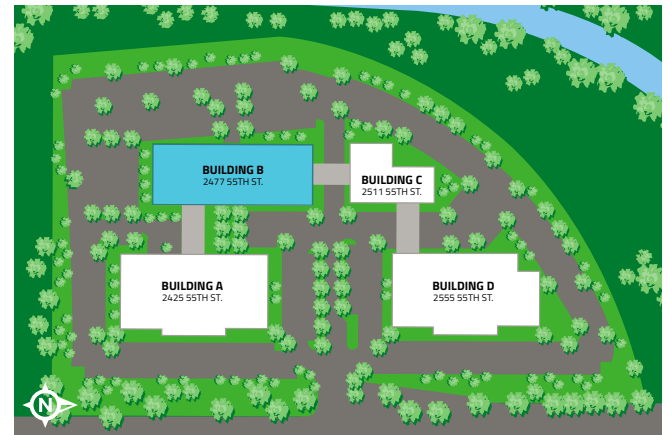 BUILDING B
2477 55TH ST.
BUILDING C
2511 55TH ST.
BUILDING A
2425 55TH ST.
BUILDING D
2555 55TH ST.
N